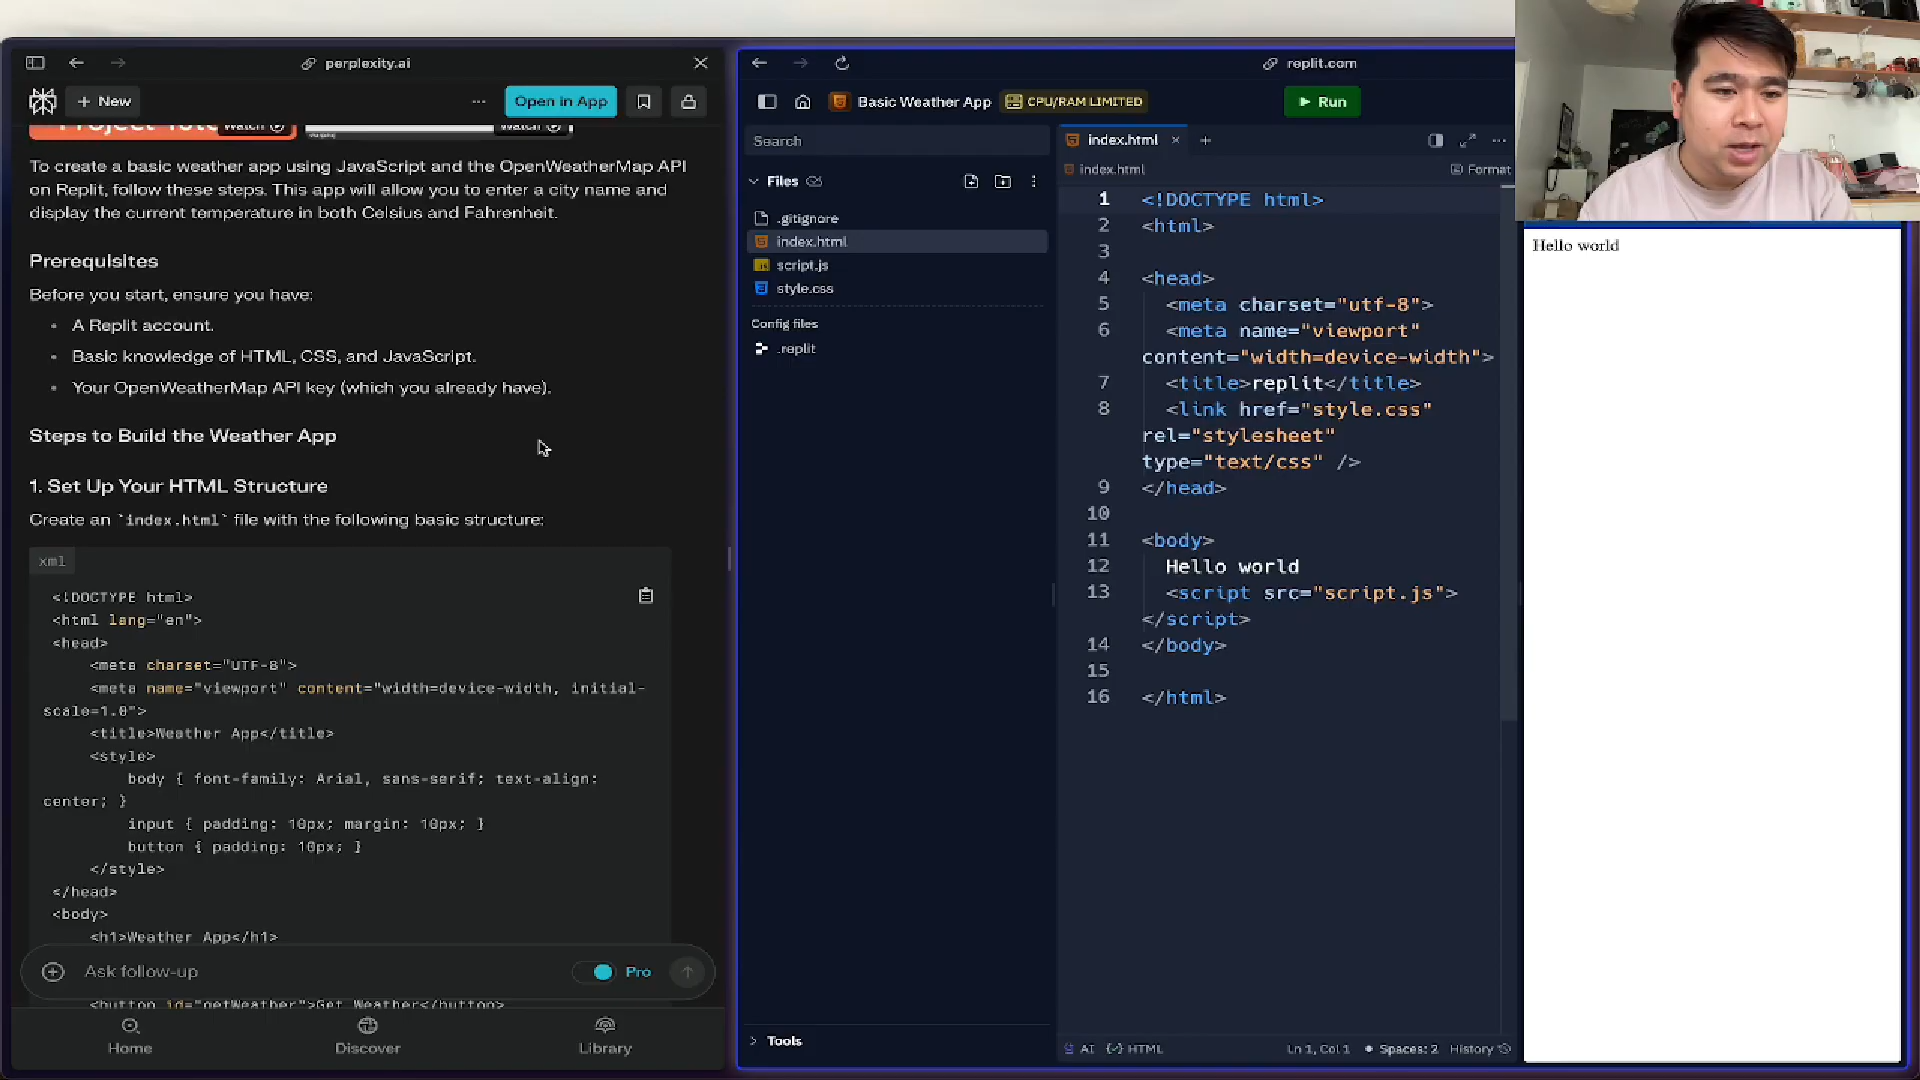 perplexity.ai
New
Open in App
Project
Watch
Watch
To create a basic weather app using JavaScript and the OpenWeatherMap API
on Replit, follow these steps. This app will allow you to enter a city name and
display the current temperature in both Celsius and Fahrenheit.
Prerequisites
Before you start, ensure you have:
• A Replit account.
• Basic knowledge of HTML, CSS, and JavaScript.
• Your OpenWeatherMap API key (which you already have).
Steps to Build the Weather App
1. Set Up Your HTML Structure
Create an `index.html` file with the following basic structure:
xml
<!DOCTYPE html>
<html lang="en">
<head>
<meta charset="UTF-8">
<meta name="viewport" content="width=device-width, initial-
scale=1.0">
<title>Weather App</title>
<style>
body { font-family: Arial, sans-serif; text-align:
center; }
input { padding: 10px; margin: 10px; }
button { padding: 10px; }
</style>
</head>
<body>
<h1>Weather App</h1>
Ask follow-up
Pro
<button id="getWeather">Get Weather</button>
Home
Discover
Library
replit.com
Basic Weather App
CPU/RAM LIMITED
Run
Search
Files
.gitignore
index.html
script.js
style.css
Config files
.replit
Tools
index.html
index.html
Format
1 <!DOCTYPE html>
2 <html>
3
4 <head>
5 <meta charset="utf-8">
6 <meta name="viewport"
content="width=device-width">
7 <title>replit</title>
8 <link href="style.css"
rel="stylesheet"
type="text/css" />
9 </head>
10
11 <body>
12 Hello world
13 <script src="script.js">
</script>
14 </body>
15
16 </html>
AI
HTML
Ln 1, Col 1
Spaces: 2
History
Hello world